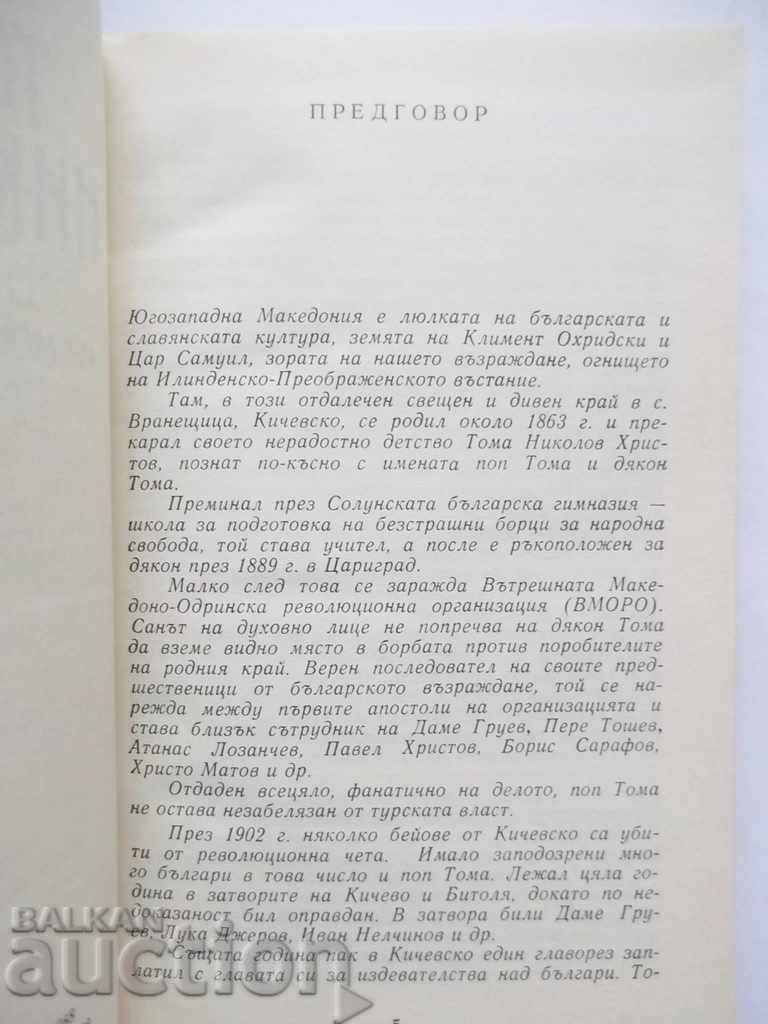 ПРЕДГОВОР
Югозападна Македония е люлката на българската и
славянската култура, земята на Климент Охридски и
Цар Самуил, зората на нашето възраждане, огнището
на Илинденско-Преображенското въстание.
Там, в този отдалечен свещен и дивен край в с.
Вранещица, Кичевско, се родил около 1863 г. и пре-
карал своето нерадостно детство Тома Николов Хрис-
тов, познат по-късно с имената поп Тома и дякон
Тома.
Преминал през Солунската българска гимназия —
школа за подготовка на безстрашни борци за народна
свобода, той става учител, а после е ръкоположен за
дякон през 1889 г. в Цариград.
Малко след това се заражда Вътрешната Маке-
доно-Одринска революционна организация (ВМОРО).
Санът на духовно лице не попречва на дякон Тома
да вземе видно място в борбата против поробителите
на родния край. Верен последовател на своите пред-
шественици от българското възраждане, той се на-
режда между първите апостоли на организацията и
става близък сътрудник на Даме Груев, Пере Тошев,
Атанас Лозанчев, Павел Христов, Борис Сарафов,
Христо Матов и др.
Отдаден всецяло, фанатично на делото, поп Тома
не остава незабелязан от турската власт.
През 1902 г. няколко бейове от Кичевско са уби-
ти от революционна чета. Имало заподозрени мно-
го българи в това число и поп Тома. Лежал цяла го-
дина в затворите на Кичево и Битоля, докато по не-
доказаност бил оправдан. В затвора били Даме Гру-
ев, Лука Джеров, Иван Нелчинов и др.
Същата година пак в Кичевско един главорез зап-
латил с главата си за издевателства над българи. То-
5
BALKAN
auction